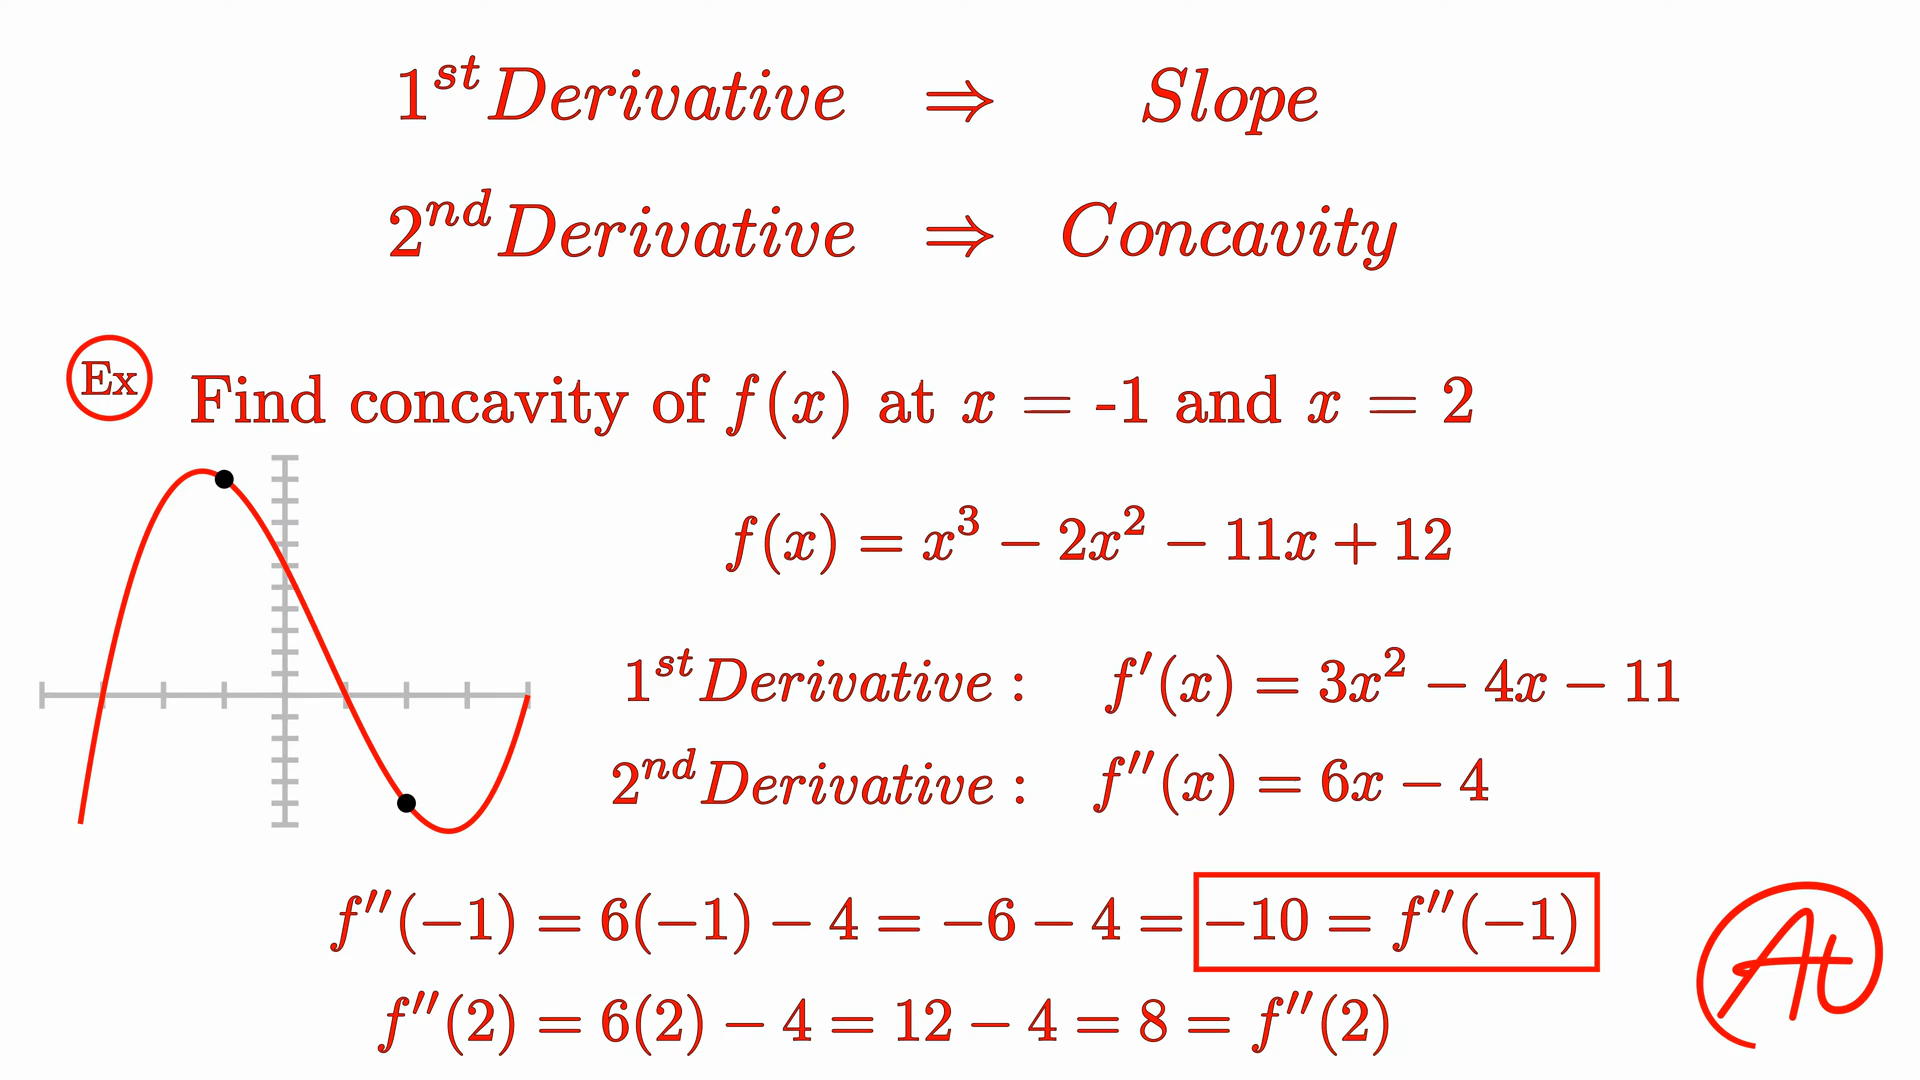 1ˢᵗ Derivative ⇒ Slope
2ⁿᵈ Derivative ⇒ Concavity
Ex Find concavity of f(x) at x = -1 and x = 2
f(x) = x³ − 2x² − 11x + 12
1ˢᵗ Derivative : f′(x) = 3x² − 4x − 11
2ⁿᵈ Derivative : f″(x) = 6x − 4
f″(−1) = 6(−1) − 4 = −6 − 4 = −10 = f″(−1)
f″(2) = 6(2) − 4 = 12 − 4 = 8 = f″(2)
At